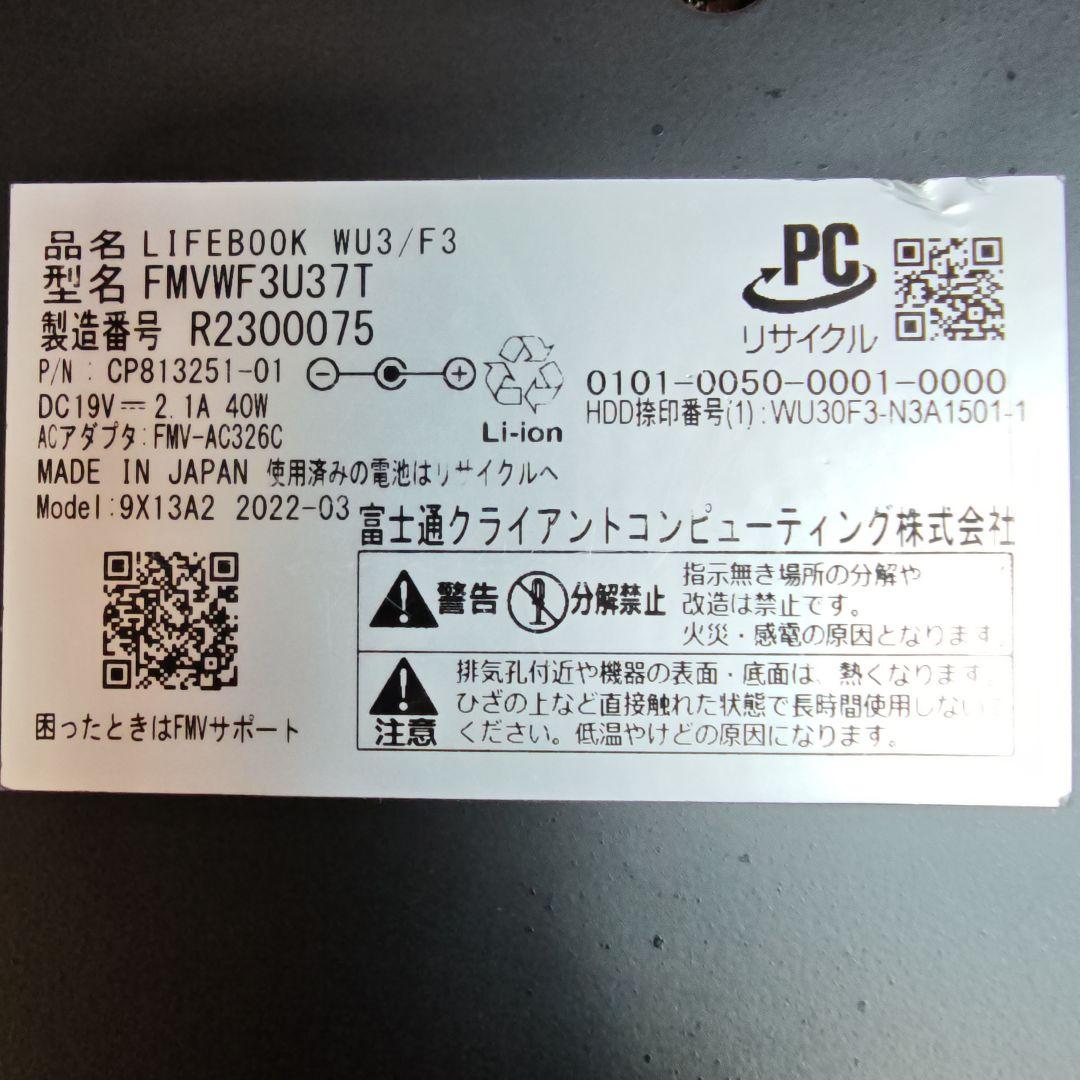 品名 LIFEBOOK WU3/F3
型名 FMVWF3U37T
製造番号 R2300075
P/N : CP813251-01
DC19V⎓ 2.1A 40W
ACアダプタ:FMV-AC326C
Li-ion
PC
リサイクル
0101-0050-0001-0000
HDD捺印番号(1):WU30F3-N3A1501-1
MADE IN JAPAN 使用済みの電池はリサイクルへ
Model:9X13A2 2022-03
富士通クライアントコンピューティング株式会社
警告 分解禁止
指示無き場所の分解や
改造は禁止です。
火災・感電の原因となります。
注意
排気孔付近や機器の表面・底面は、熱くなります。
ひざの上など直接触れた状態で長時間使用しないで
ください。低温やけどの原因になります。
困ったときはFMVサポート